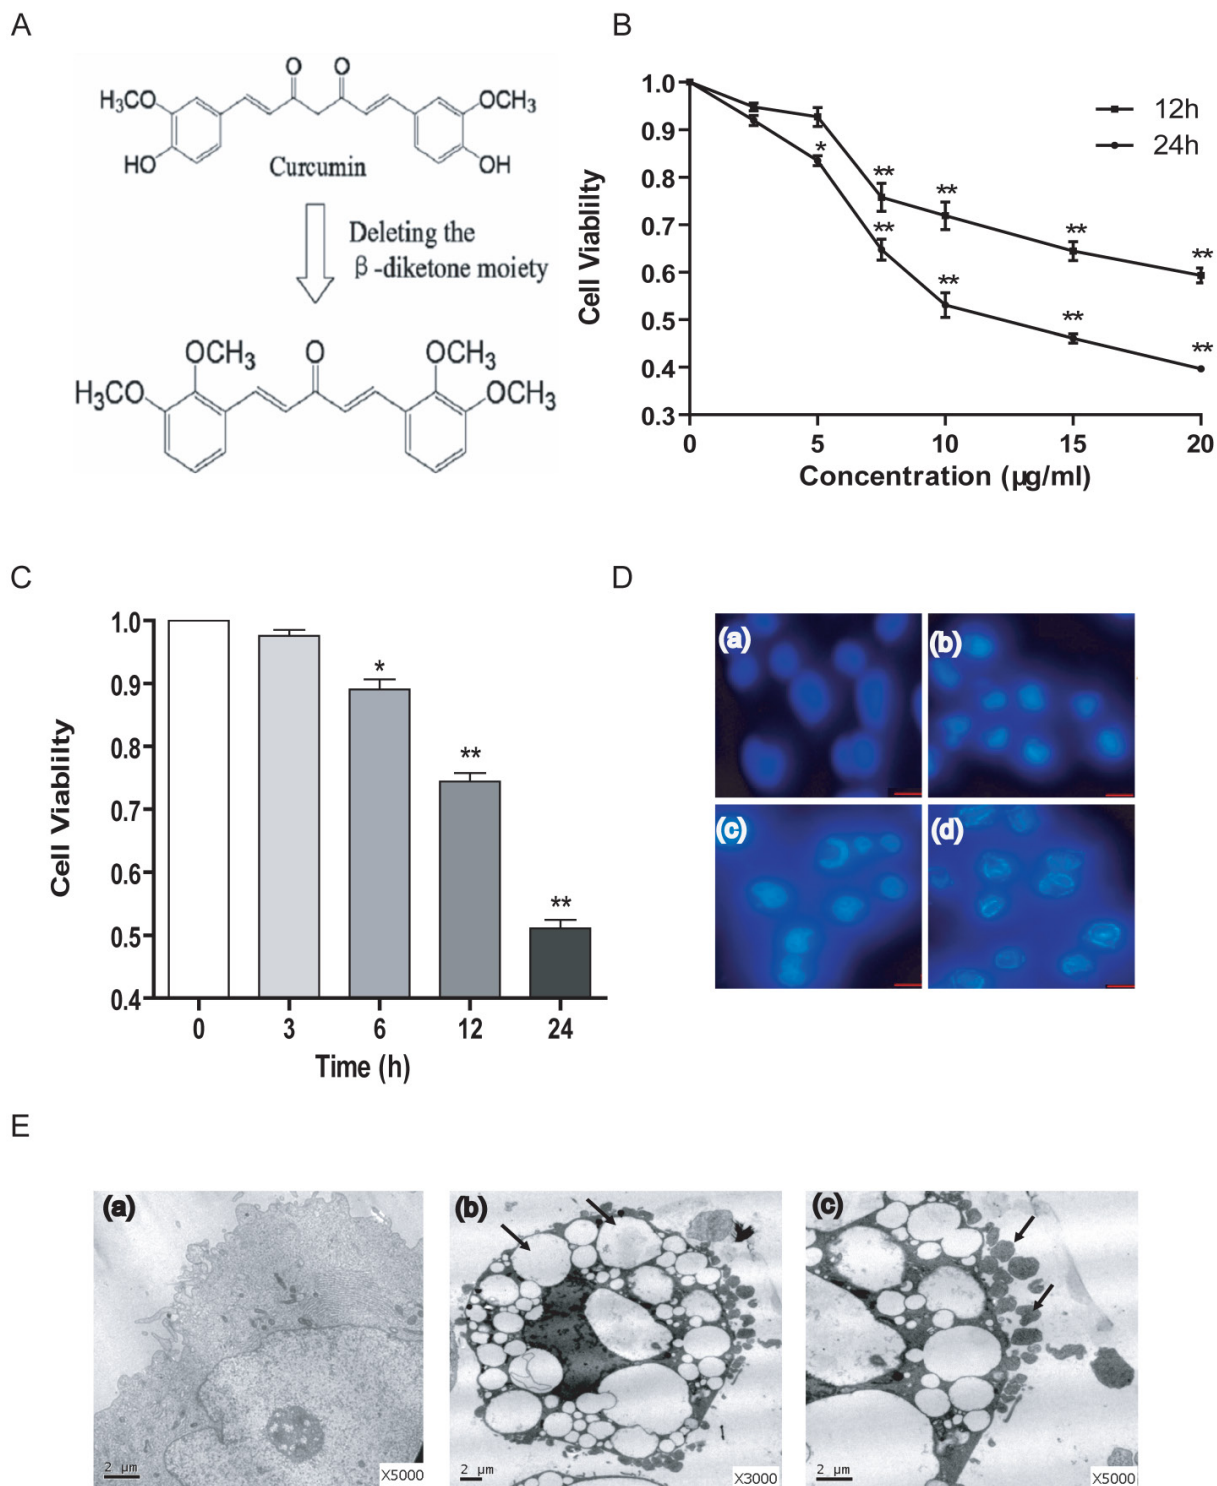 A
O O
H3CO OCH3
HO OH
Curcumin
Deleting the
β-diketone moiety
OCH3 O OCH3
H3CO OCH3
B
1.0
0.9
0.8
0.7
0.6
0.5
0.4
0.3
Cell Viablilty
12h
24h
*
**
**
**
**
**
**
**
**
0 5 10 15 20
Concentration (µg/ml)
C
1.0
0.9
0.8
0.7
0.6
0.5
0.4
Cell Viablilty
*
**
**
0 3 6 12 24
Time (h)
D
(a) (b)
(c) (d)
E
(a) (b) (c)
2 µm X5000
2 µm X3000
2 µm X5000